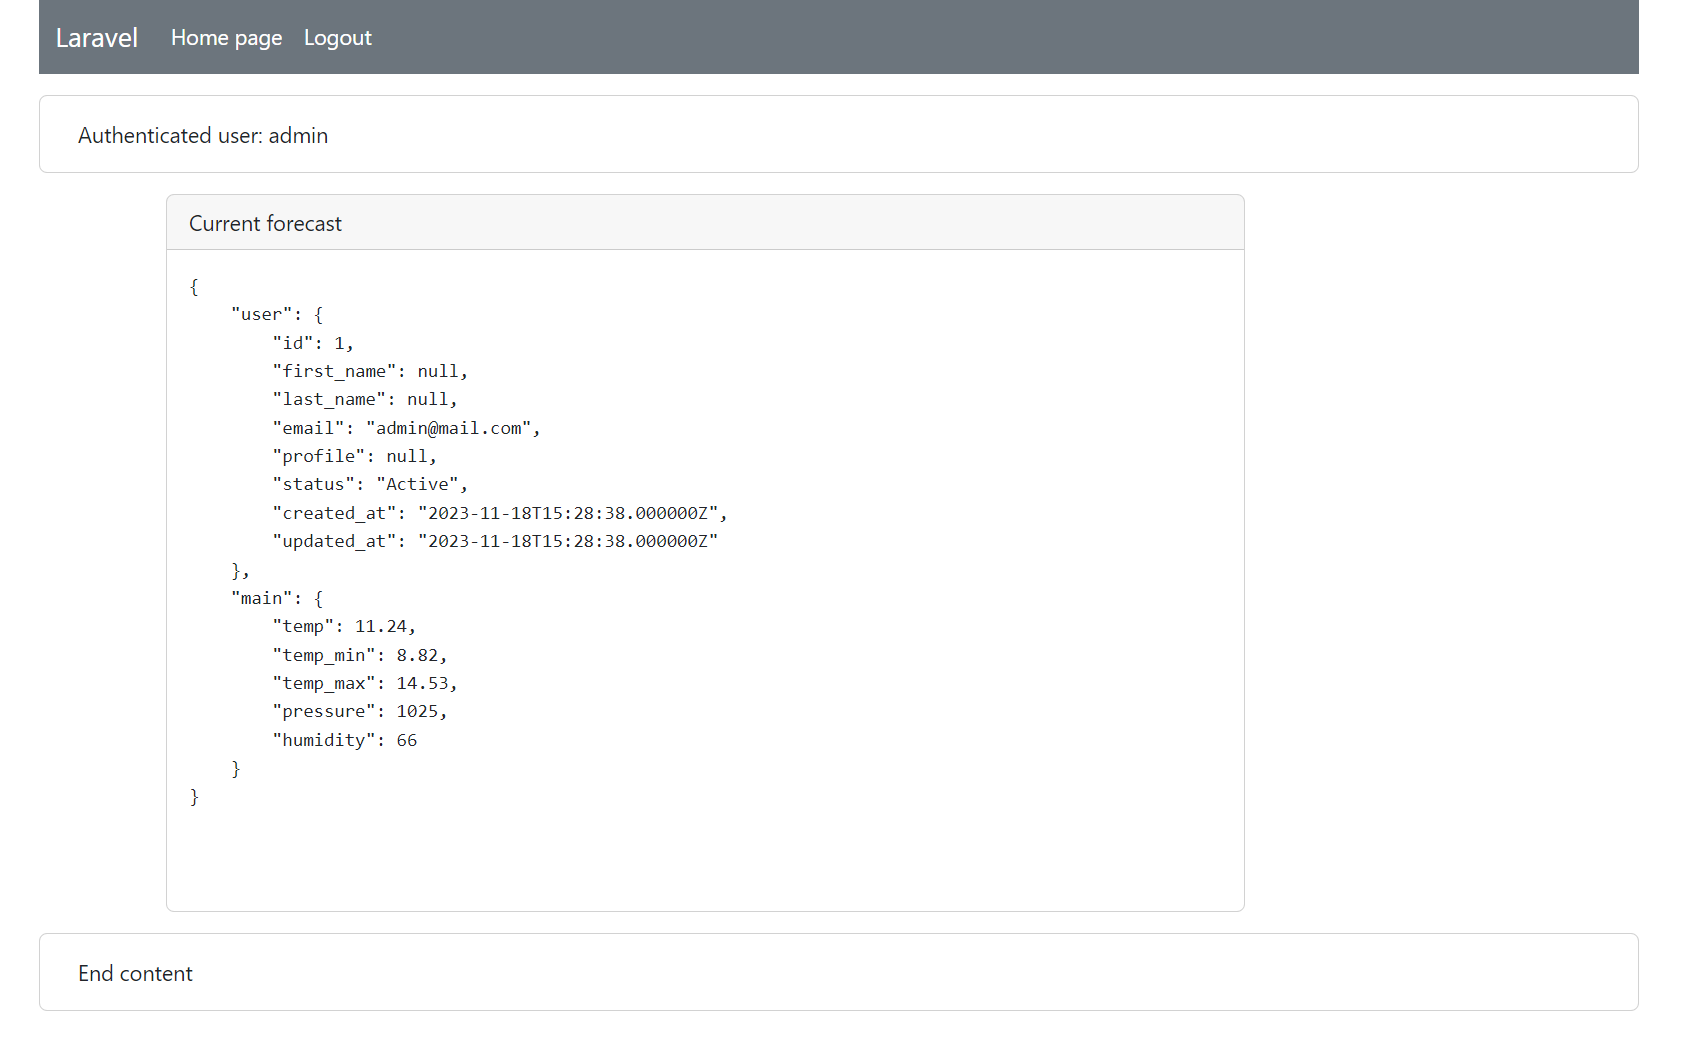 Laravel Home page Logout
Authenticated user: admin
Current forecast
{
    "user": {
        "id": 1,
        "first_name": null,
        "last_name": null,
        "email": "admin@mail.com",
        "profile": null,
        "status": "Active",
        "created_at": "2023-11-18T15:28:38.000000Z",
        "updated_at": "2023-11-18T15:28:38.000000Z"
    },
    "main": {
        "temp": 11.24,
        "temp_min": 8.82,
        "temp_max": 14.53,
        "pressure": 1025,
        "humidity": 66
    }
}
End content